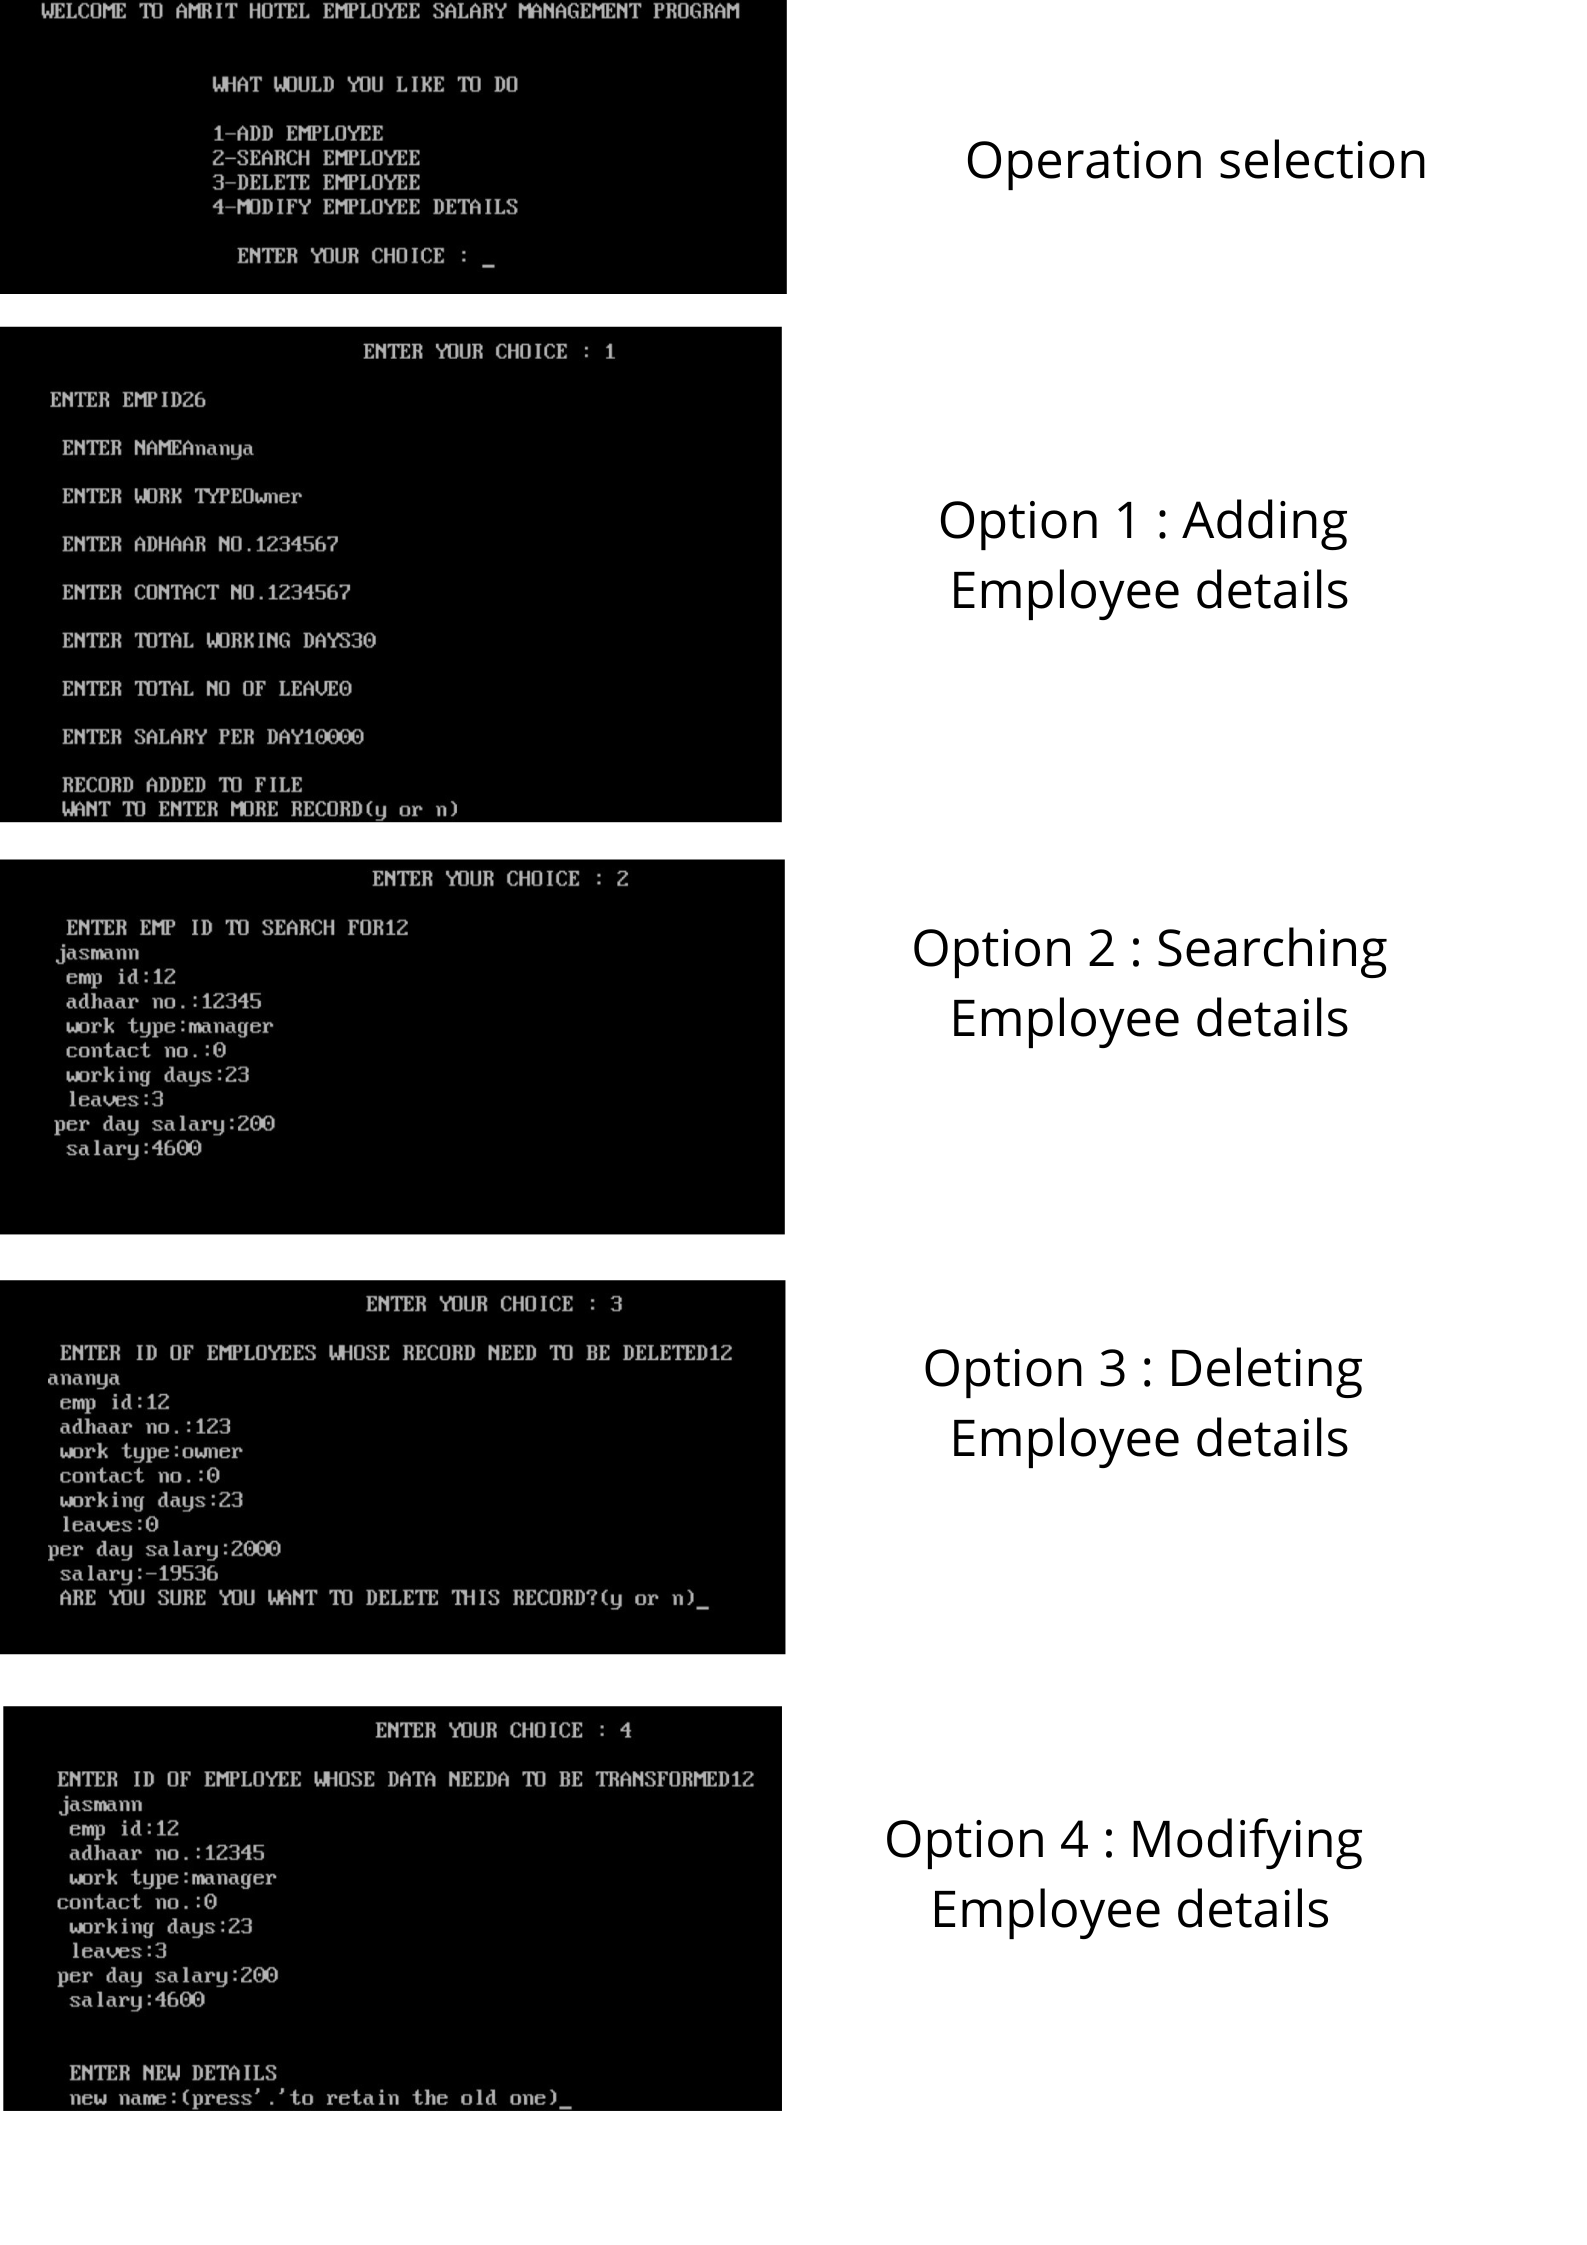 WELCOME TO AMRIT HOTEL EMPLOYEE SALARY MANAGEMENT PROGRAM
WHAT WOULD YOU LIKE TO DO
1-ADD EMPLOYEE
2-SEARCH EMPLOYEE
3-DELETE EMPLOYEE
4-MODIFY EMPLOYEE DETAILS
ENTER YOUR CHOICE : _
Operation selection
ENTER YOUR CHOICE : 1
ENTER EMPID26
ENTER NAMEAnanya
ENTER WORK TYPEOwner
ENTER ADHAAR NO.1234567
ENTER CONTACT NO.1234567
ENTER TOTAL WORKING DAYS30
ENTER TOTAL NO OF LEAVE0
ENTER SALARY PER DAY10000
RECORD ADDED TO FILE
WANT TO ENTER MORE RECORD(y or n)
Option 1 : Adding
Employee details
ENTER YOUR CHOICE : 2
ENTER EMP ID TO SEARCH FOR12
jasmann
emp id:12
adhaar no.:12345
work type:manager
contact no.:0
working days:23
leaves:3
per day salary:200
salary:4600
Option 2 : Searching
Employee details
ENTER YOUR CHOICE : 3
ENTER ID OF EMPLOYEES WHOSE RECORD NEED TO BE DELETED12
ananya
emp id:12
adhaar no.:123
work type:owner
contact no.:0
working days:23
leaves:0
per day salary:2000
salary:-19536
ARE YOU SURE YOU WANT TO DELETE THIS RECORD?(y or n)_
Option 3 : Deleting
Employee details
ENTER YOUR CHOICE : 4
ENTER ID OF EMPLOYEE WHOSE DATA NEEDA TO BE TRANSFORMED12
jasmann
emp id:12
adhaar no.:12345
work type:manager
contact no.:0
working days:23
leaves:3
per day salary:200
salary:4600
ENTER NEW DETAILS
new name:(press'.'to retain the old one)_
Option 4 : Modifying
Employee details